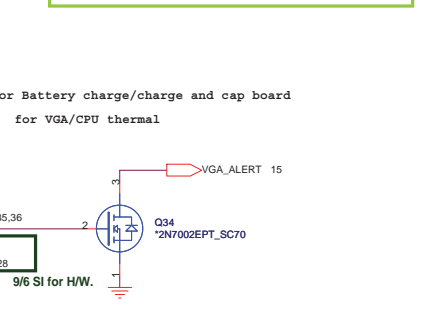 or Battery charge/charge and cap board
for VGA/CPU thermal
VGA_ALERT 15
3
35,36
2
Q34
*2N7002EPT_SC70
28
1
9/6 SI for H/W.